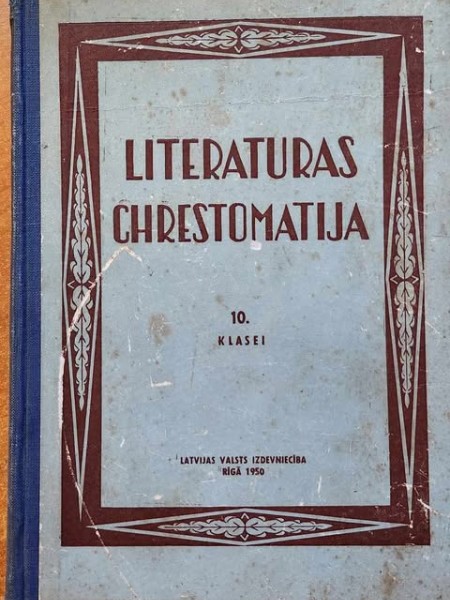 LITERATURAS
CHRESTOMATIJA
10.
KLASEI
LATVIJAS VALSTS IZDEVNIECĪBA
RĪGĀ 1950